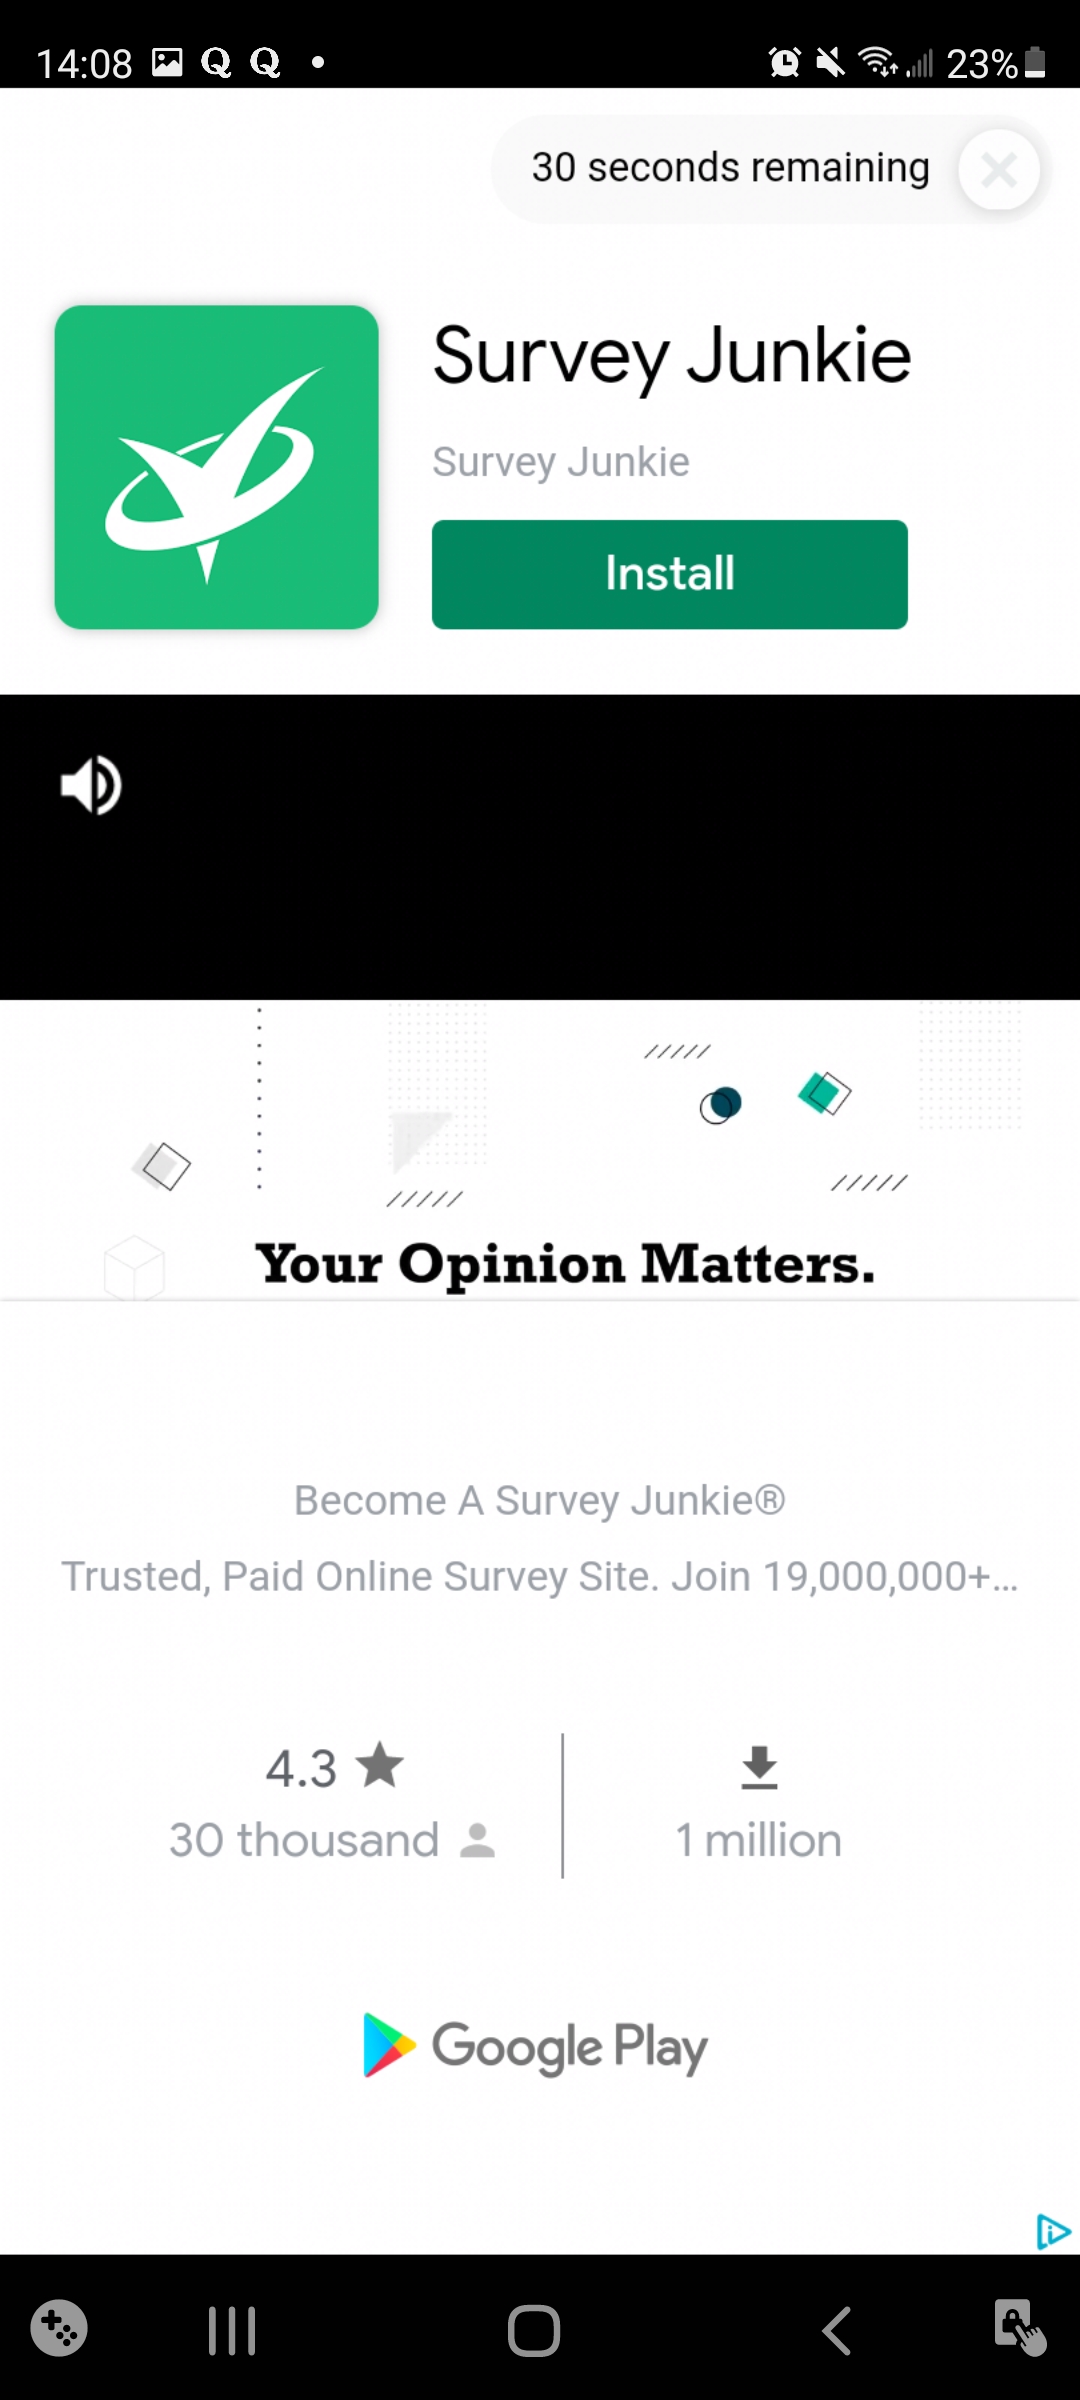 14:08 Q Q 23%
30 seconds remaining
Survey Junkie
Survey Junkie
Install
Your Opinion Matters.
Become A Survey Junkie®
Trusted, Paid Online Survey Site. Join 19,000,000+...
4.3
30 thousand
1 million
Google Play